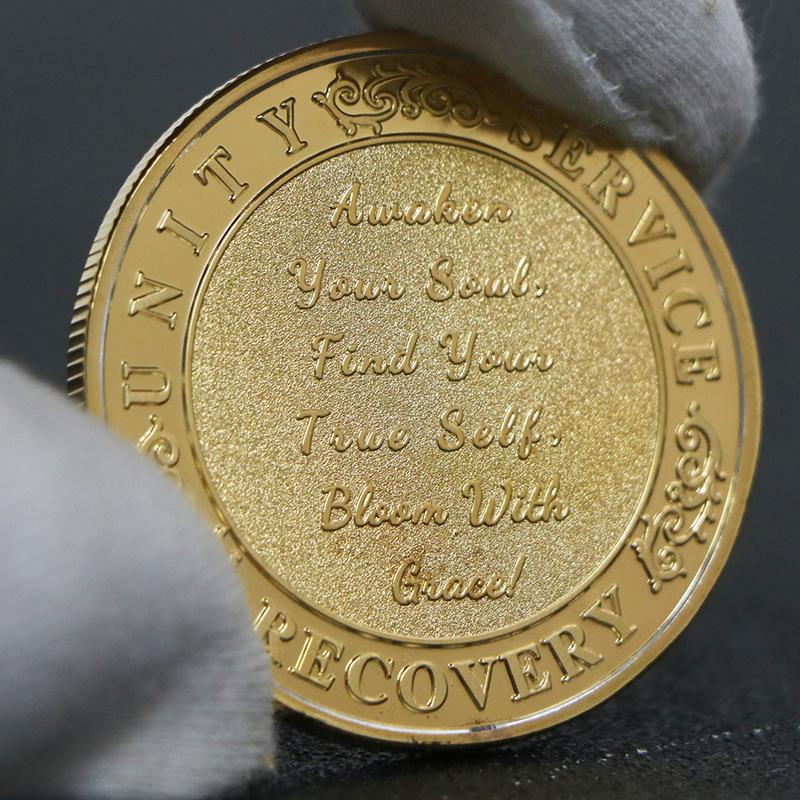 UNITY
SERVICE
RECOVERY
Awaken
Your Soul,
Find Your
True Self,
Bloom With
Grace!